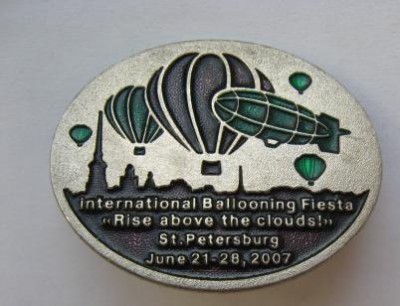 international Ballooning Fiesta
«Rise above the clouds!»
St.Petersburg
June 21-28, 2007